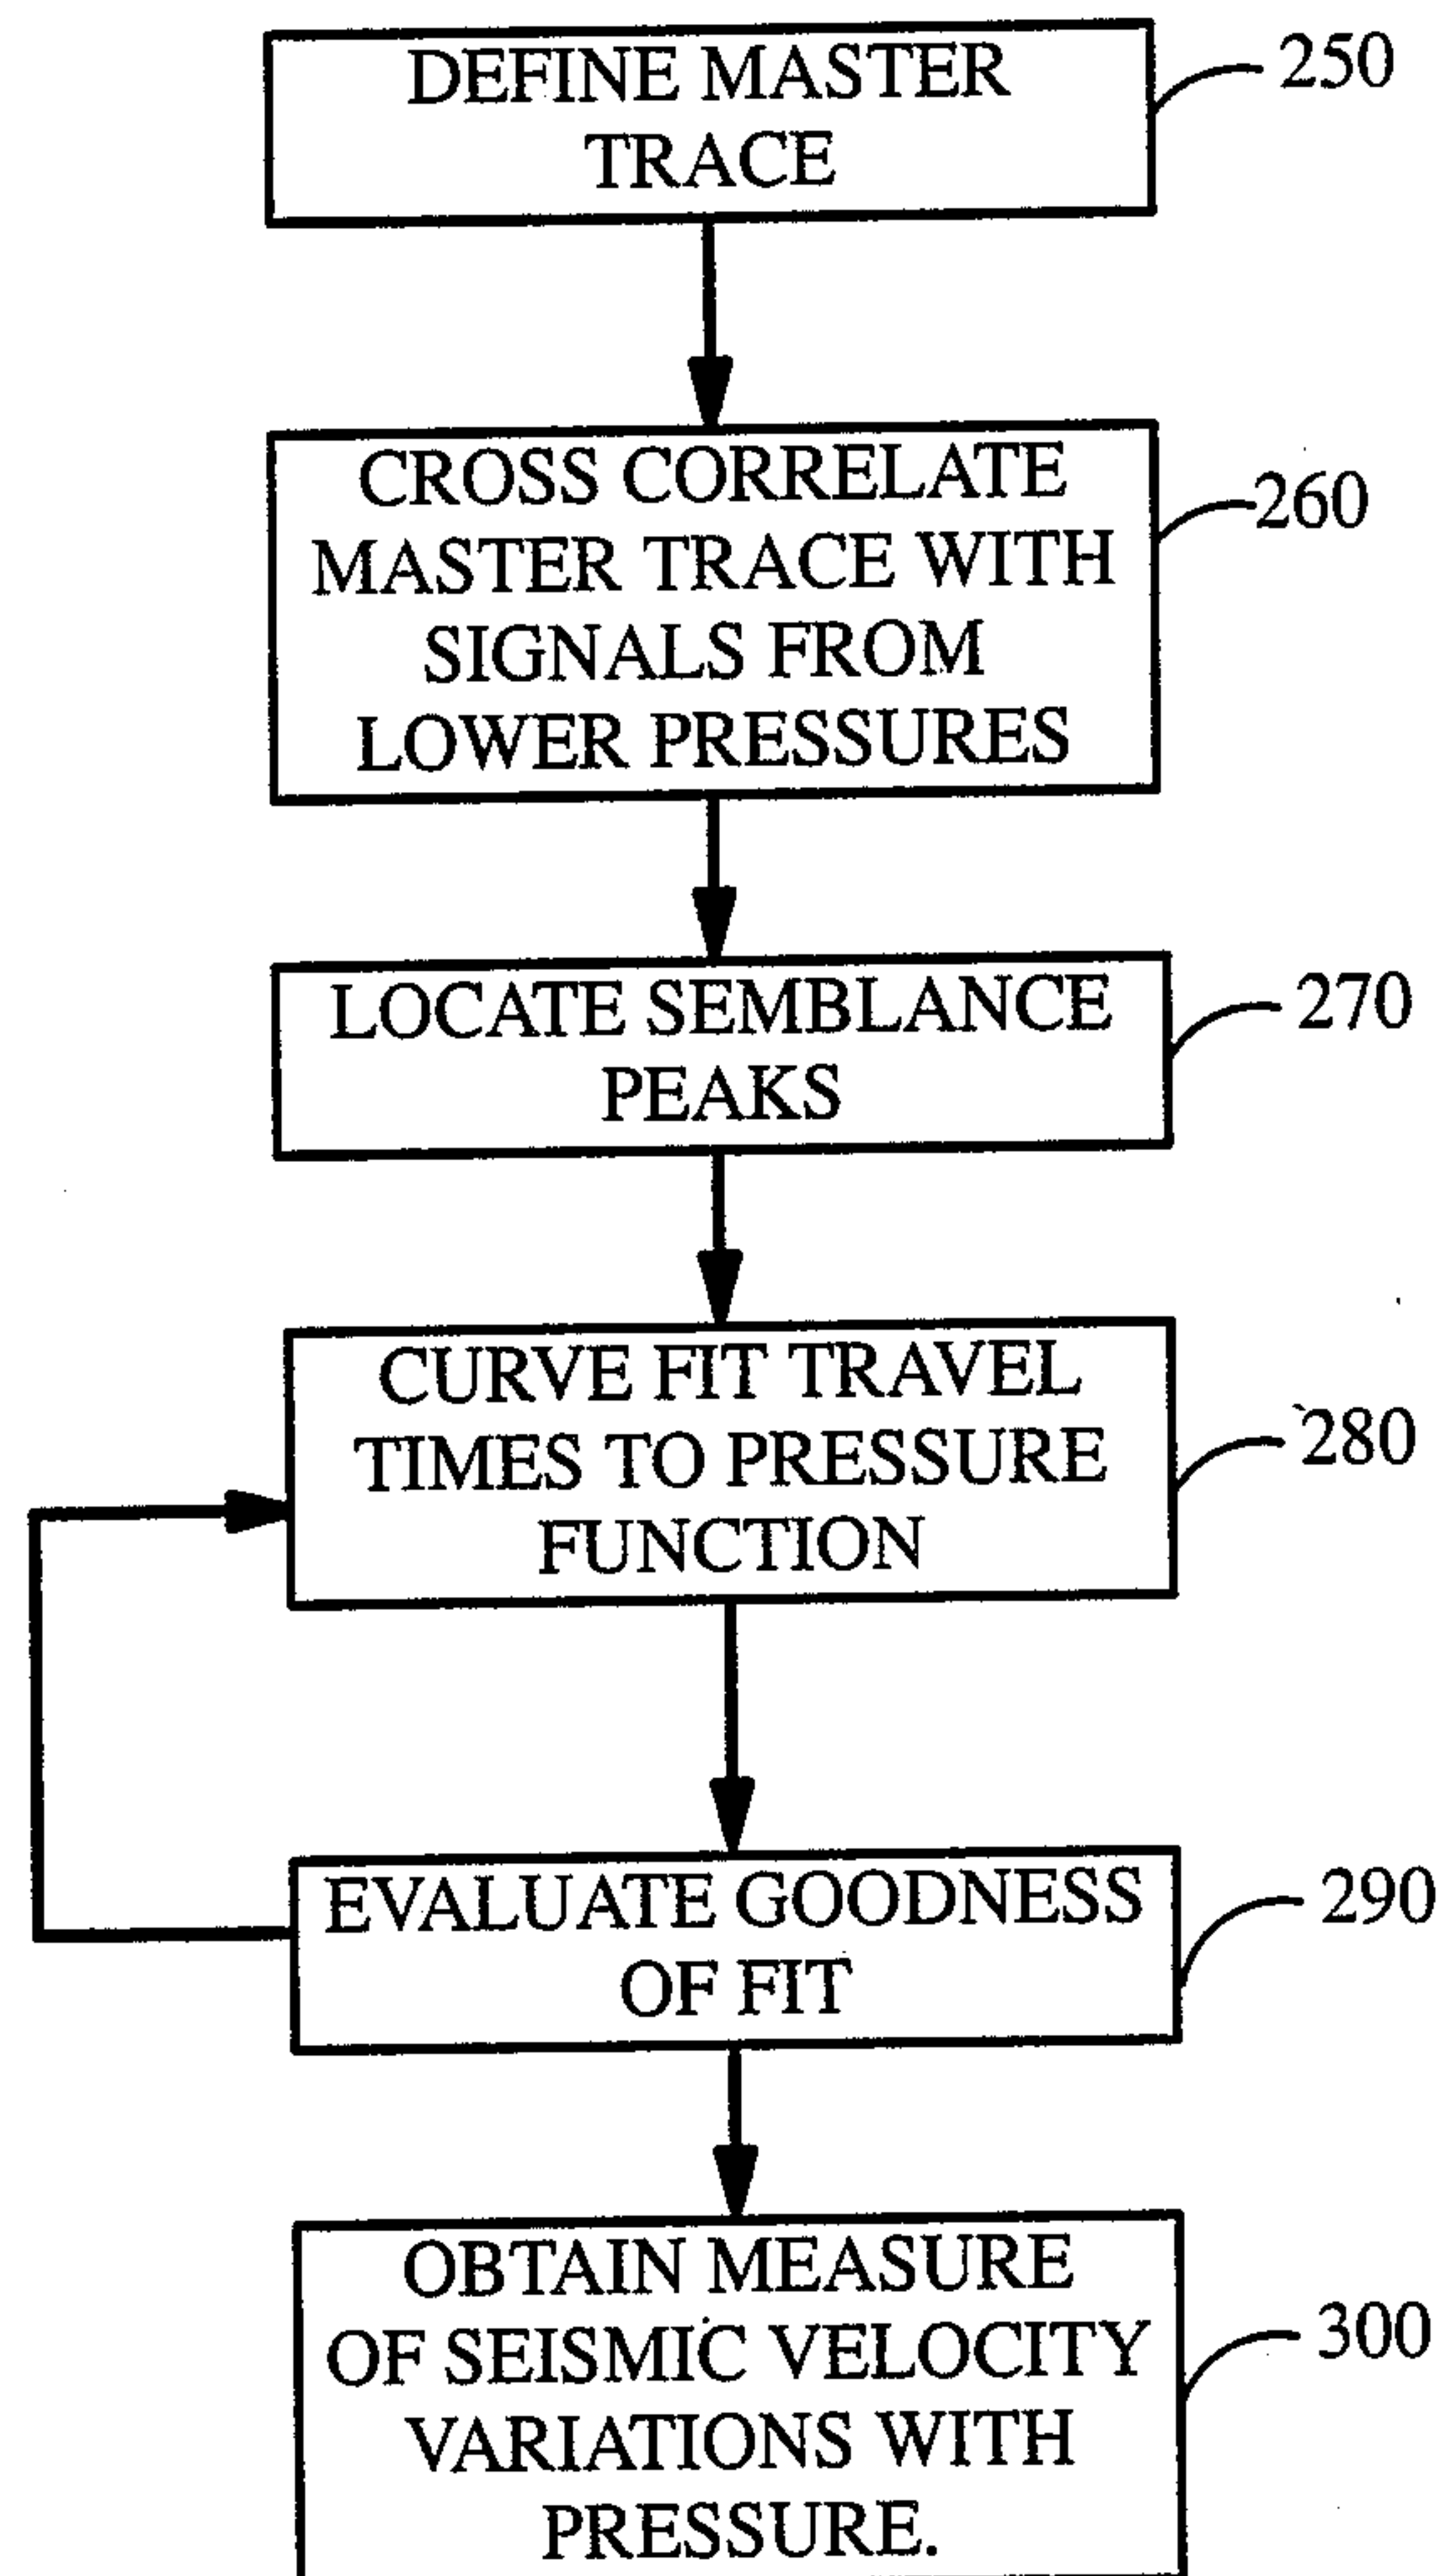 DEFINE MASTER
TRACE
250
CROSS CORRELATE
MASTER TRACE WITH
SIGNALS FROM
LOWER PRESSURES
260
LOCATE SEMBLANCE
PEAKS
270
CURVE FIT TRAVEL
TIMES TO PRESSURE
FUNCTION
280
EVALUATE GOODNESS
OF FIT
290
OBTAIN MEASURE
OF SEISMIC VELOCITY
VARIATIONS WITH
PRESSURE.
300